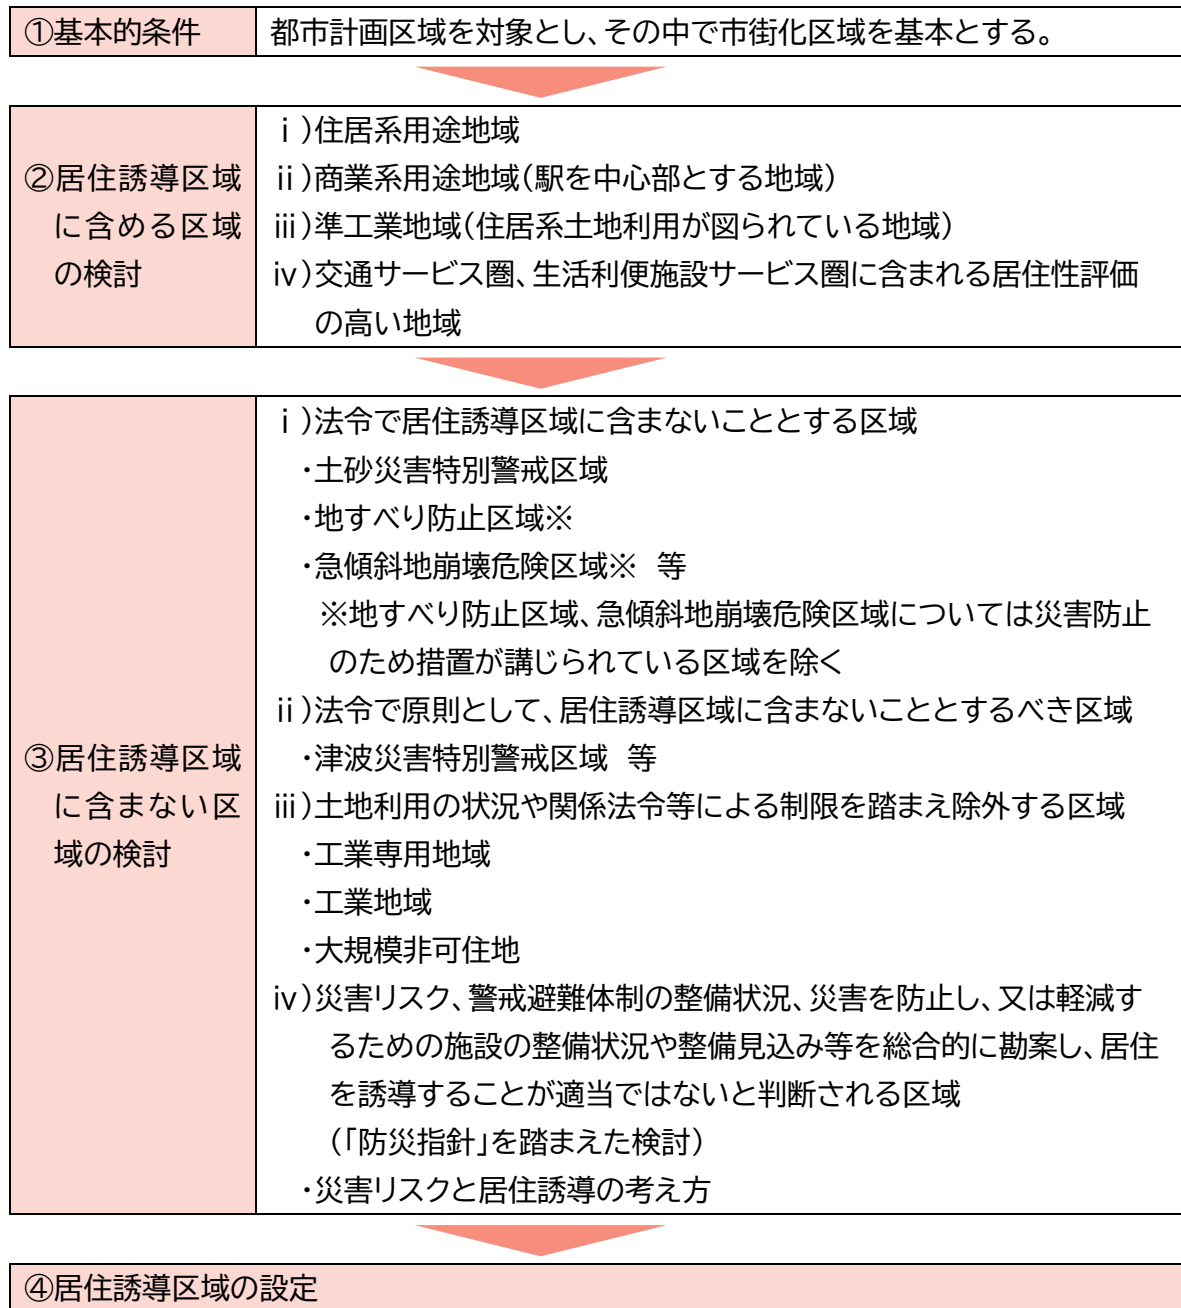 ①基本的条件
都市計画区域を対象とし、その中で市街化区域を基本とする。
②居住誘導区域
に含める区域
の検討
ⅰ)住居系用途地域
ⅱ)商業系用途地域(駅を中心部とする地域)
ⅲ)準工業地域(住居系土地利用が図られている地域)
ⅳ)交通サービス圏、生活利便施設サービス圏に含まれる居住性評価
の高い地域
③居住誘導区域
に含まない区
域の検討
ⅰ)法令で居住誘導区域に含まないこととする区域
・土砂災害特別警戒区域
・地すべり防止区域※
・急傾斜地崩壊危険区域※ 等
※地すべり防止区域、急傾斜地崩壊危険区域については災害防止
のため措置が講じられている区域を除く
ⅱ)法令で原則として、居住誘導区域に含まないこととするべき区域
・津波災害特別警戒区域 等
ⅲ)土地利用の状況や関係法令等による制限を踏まえ除外する区域
・工業専用地域
・工業地域
・大規模非可住地
ⅳ)災害リスク、警戒避難体制の整備状況、災害を防止し、又は軽減す
るための施設の整備状況や整備見込み等を総合的に勘案し、居住
を誘導することが適当ではないと判断される区域
(「防災指針」を踏まえた検討)
・災害リスクと居住誘導の考え方
④居住誘導区域の設定